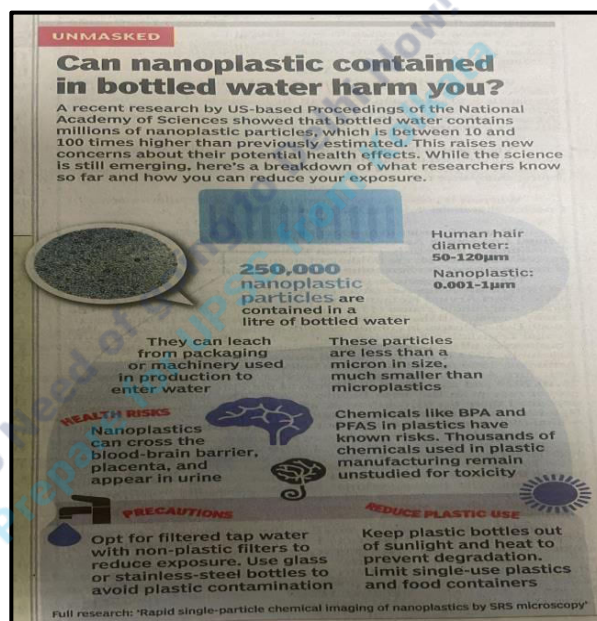 UNMASKED
Can nanoplastic contained
in bottled water harm you?
A recent research by US-based Proceedings of the National
Academy of Sciences showed that bottled water contains
millions of nanoplastic particles, which is between 10 and
100 times higher than previously estimated. This raises new
concerns about their potential health effects. While the science
is still emerging, here's a breakdown of what researchers know
so far and how you can reduce your exposure.
Human hair
diameter:
50-120µm
Nanoplastic:
0.001-1µm
250,000
nanoplastic
particles are
contained in a
litre of bottled water
They can leach
from packaging
or machinery used
in production to
enter water
These particles
are less than a
micron in size,
much smaller than
microplastics
HEALTH RISKS
Nanoplastics
can cross the
blood-brain barrier,
placenta, and
appear in urine
Chemicals like BPA and
PFAS in plastics have
known risks. Thousands of
chemicals used in plastic
manufacturing remain
unstudied for toxicity
PRECAUTIONS
Opt for filtered tap water
with non-plastic filters to
reduce exposure. Use glass
or stainless-steel bottles to
avoid plastic contamination
REDUCE PLASTIC USE
Keep plastic bottles out
of sunlight and heat to
prevent degradation.
Limit single-use plastics
and food containers
Full research: 'Rapid single-particle chemical imaging of nanoplastics by SRS microscopy'
Need of going to Delhi Now!
Prepare for UPSC from